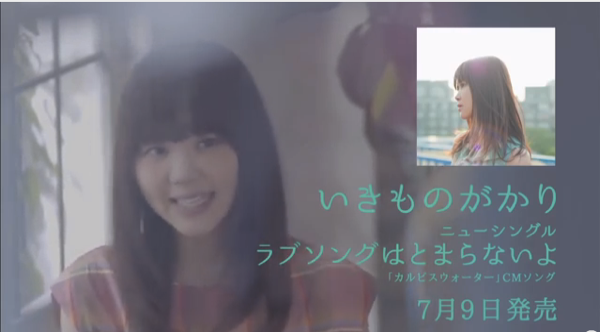 いきものがかり
ニューシングル
ラブソングはとまらないよ
「カルピスウォーター」CMソング
7月9日発売